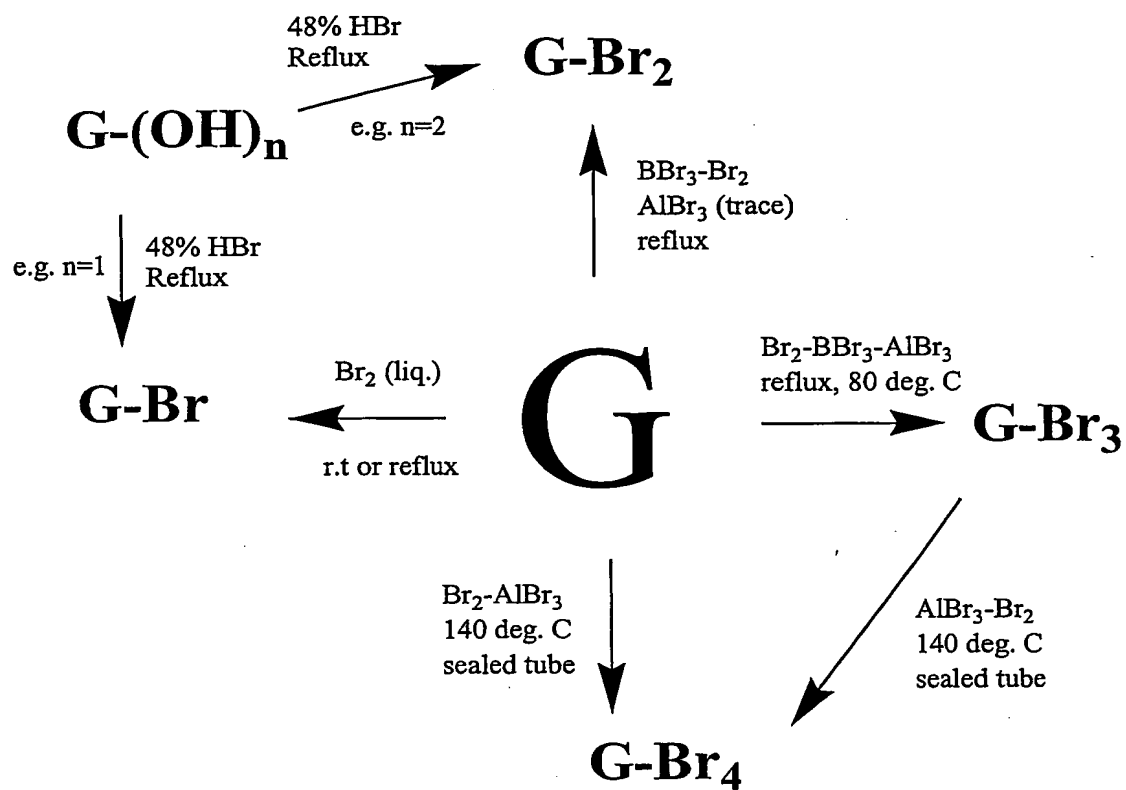 48% HBr
Reflux
G-Br₂
G-(OH)ₙ
e.g. n=2
BBr₃-Br₂
AlBr₃ (trace)
reflux
e.g. n=1
48% HBr
Reflux
Br₂-BBr₃-AlBr₃
reflux, 80 deg. C
Br₂ (liq.)
G-Br
G
G-Br₃
r.t or reflux
Br₂-AlBr₃
140 deg. C
sealed tube
AlBr₃-Br₂
140 deg. C
sealed tube
G-Br₄